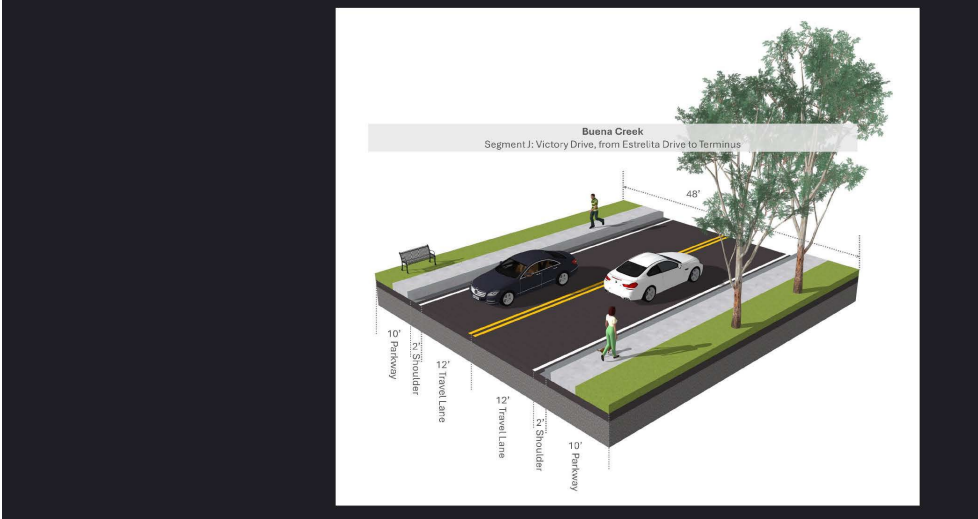 Buena Creek
Segment J: Victory Drive, from Estrelita Drive to Terminus
48'
10'
Parkway
2'
Shoulder
12'
Travel Lane
12'
Travel Lane
2'
Shoulder
10'
Parkway